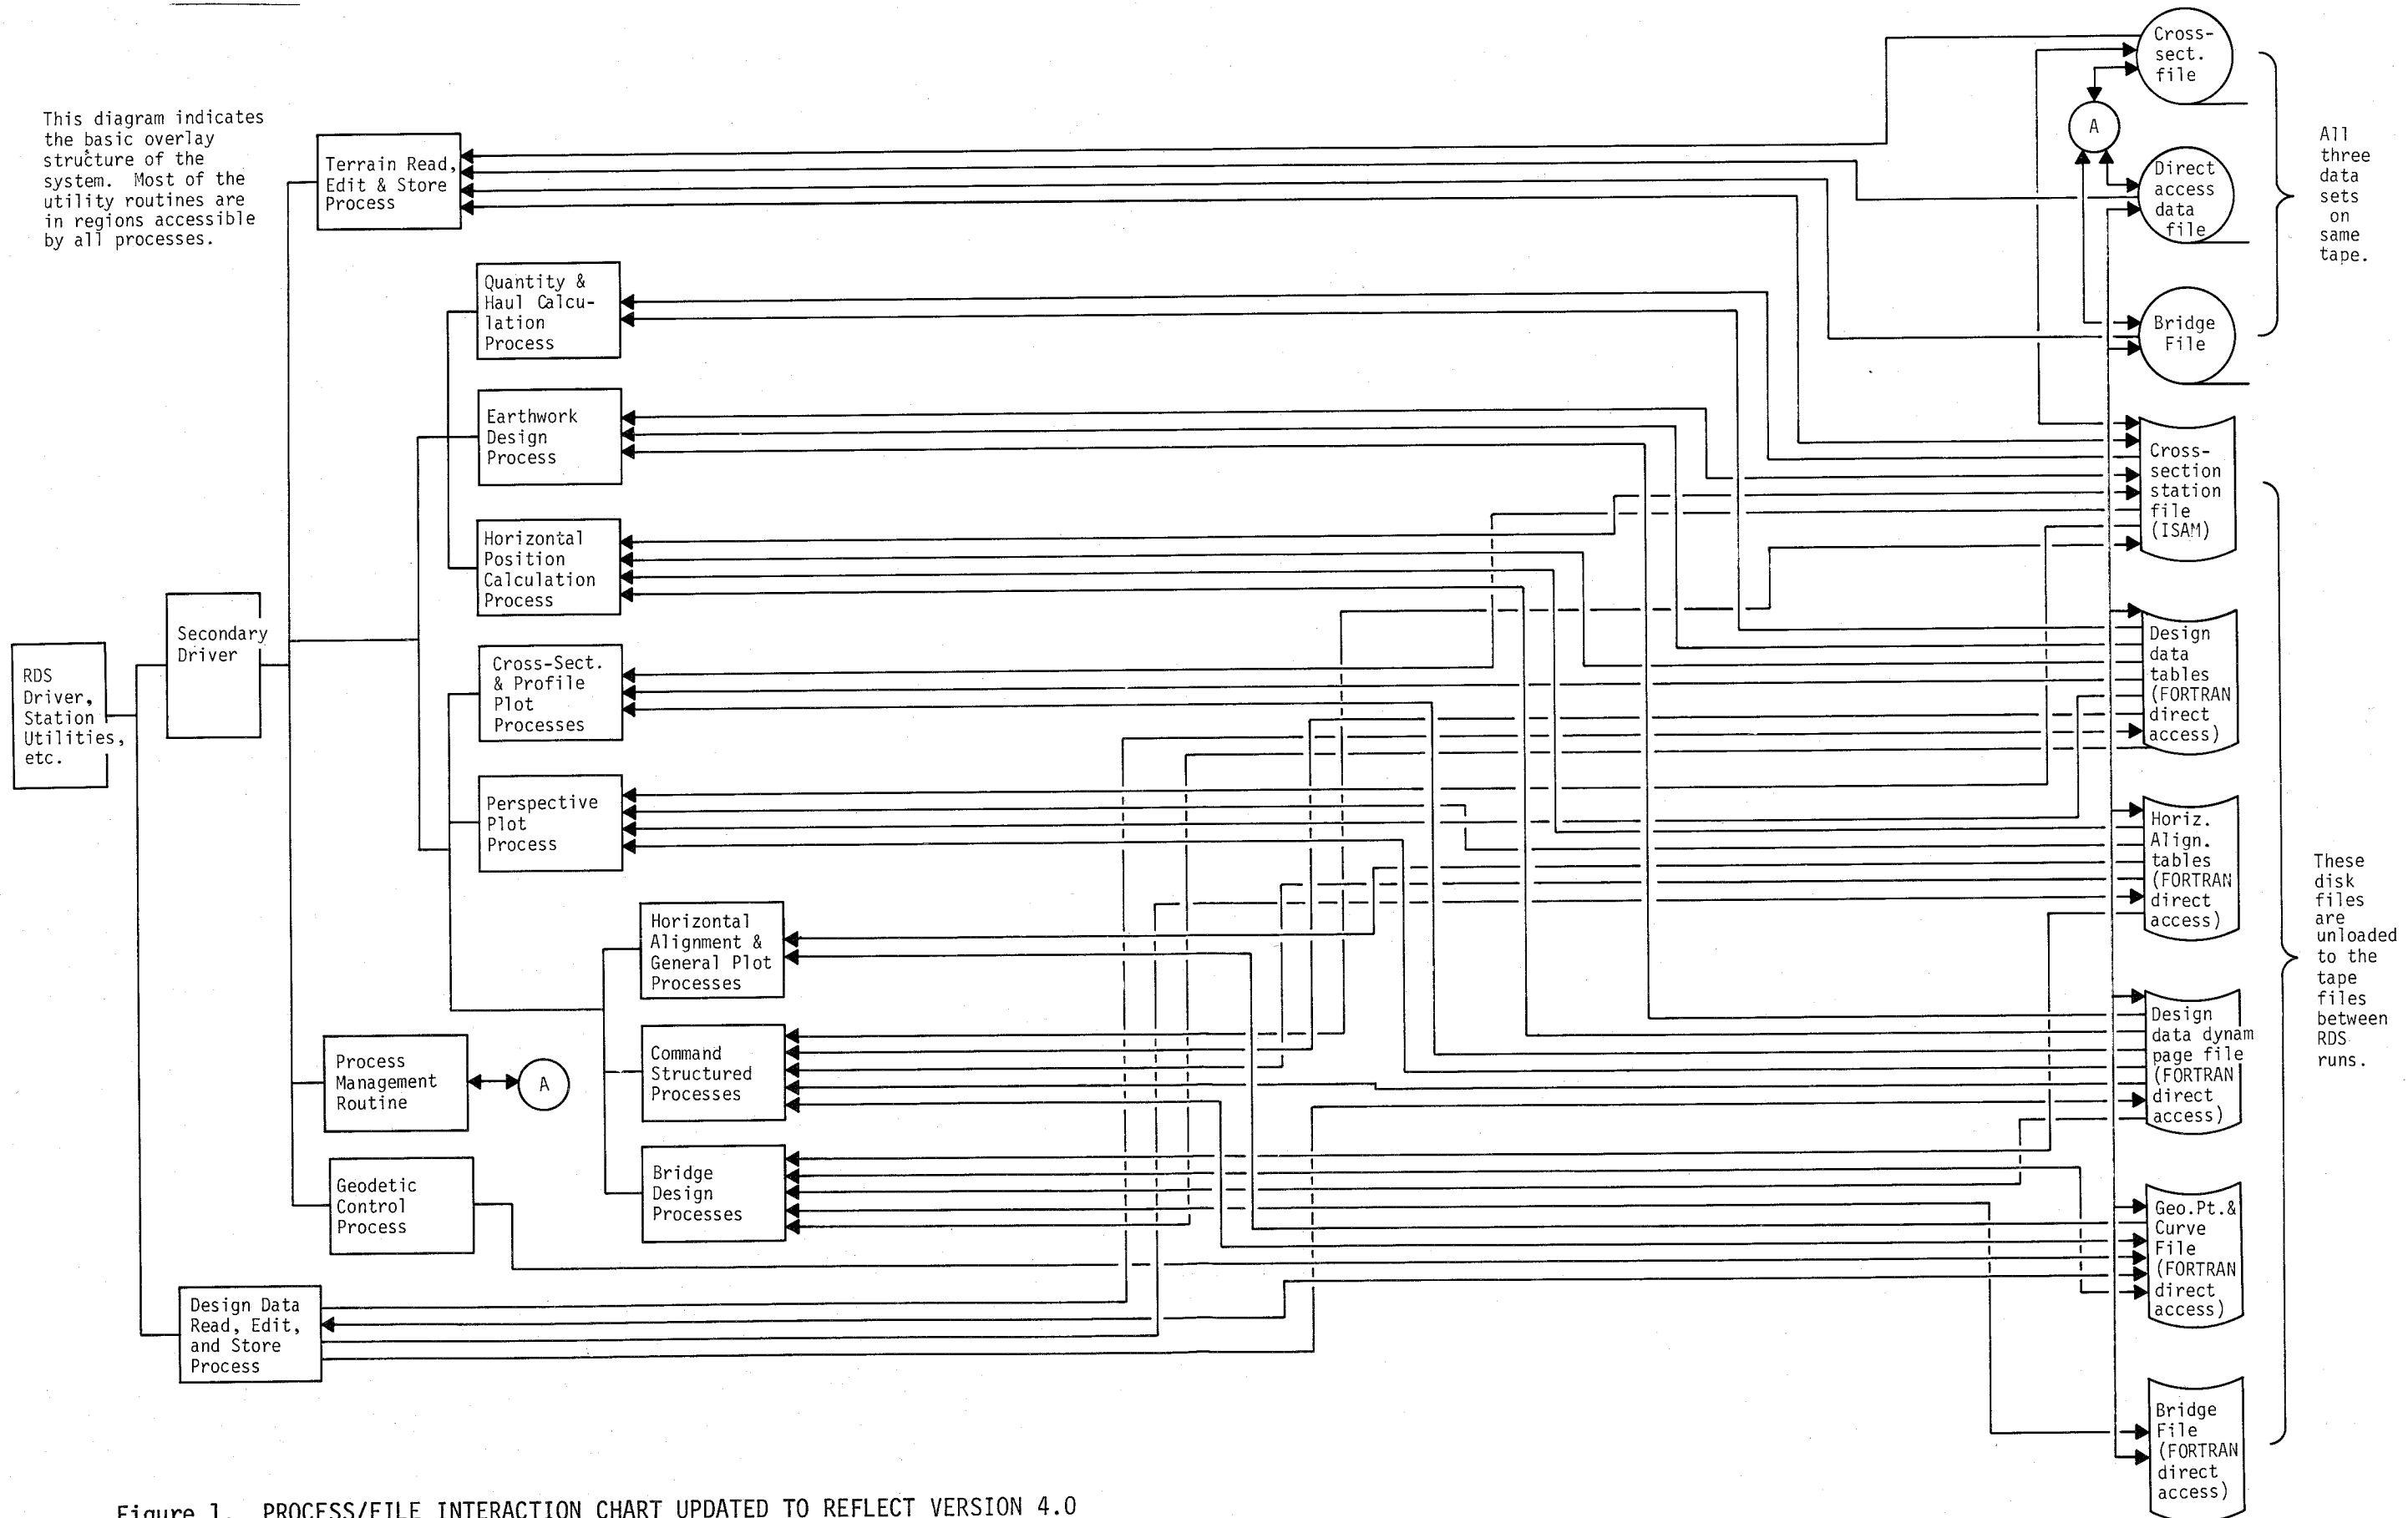 This diagram indicates
the basic overlay
structure of the
system. Most of the
utility routines are
in regions accessible
by all processes.
RDS
Driver,
Station
Utilities,
etc.
Secondary
Driver
Terrain Read,
Edit & Store
Process
Quantity &
Haul Calcu-
lation
Process
Earthwork
Design
Process
Horizontal
Position
Calculation
Process
Cross-Sect.
& Profile
Plot
Processes
Perspective
Plot
Process
Horizontal
Alignment &
General Plot
Processes
Command
Structured
Processes
Bridge
Design
Processes
Process
Management
Routine
A
Geodetic
Control
Process
Design Data
Read, Edit,
and Store
Process
Cross-
sect.
file
A
Direct
access
data
file
Bridge
File
All
three
data
sets
on
same
tape.
Cross-
section
station
file
(ISAM)
Design
data
tables
(FORTRAN
direct
access)
Horiz.
Align.
tables
(FORTRAN
direct
access)
Design
data dynam
page file
(FORTRAN
direct
access)
Geo.Pt.&
Curve
File
(FORTRAN
direct
access)
Bridge
File
(FORTRAN
direct
access)
These
disk
files
are
unloaded
to the
tape
files
between
RDS
runs.
Figure 1. PROCESS/FILE INTERACTION CHART UPDATED TO REFLECT VERSION 4.0